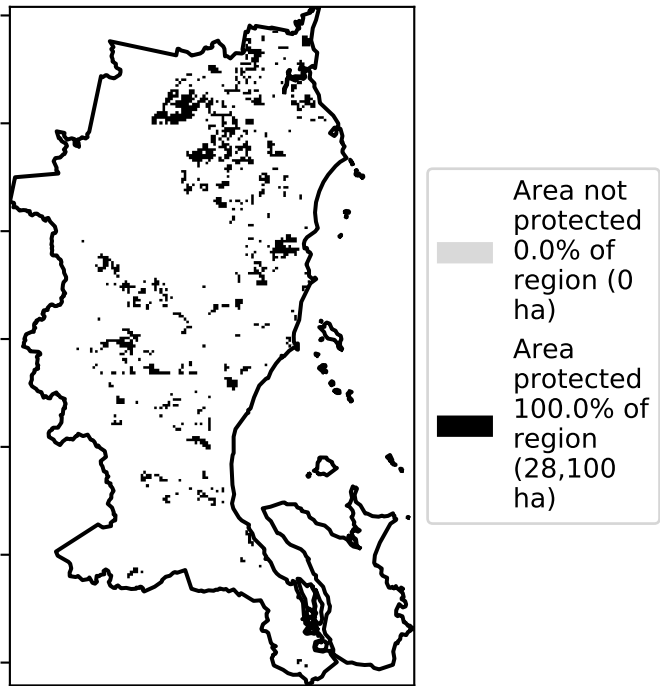 Area not
protected
0.0% of
region (0
ha)
Area
protected
100.0% of
region
(28,100
ha)